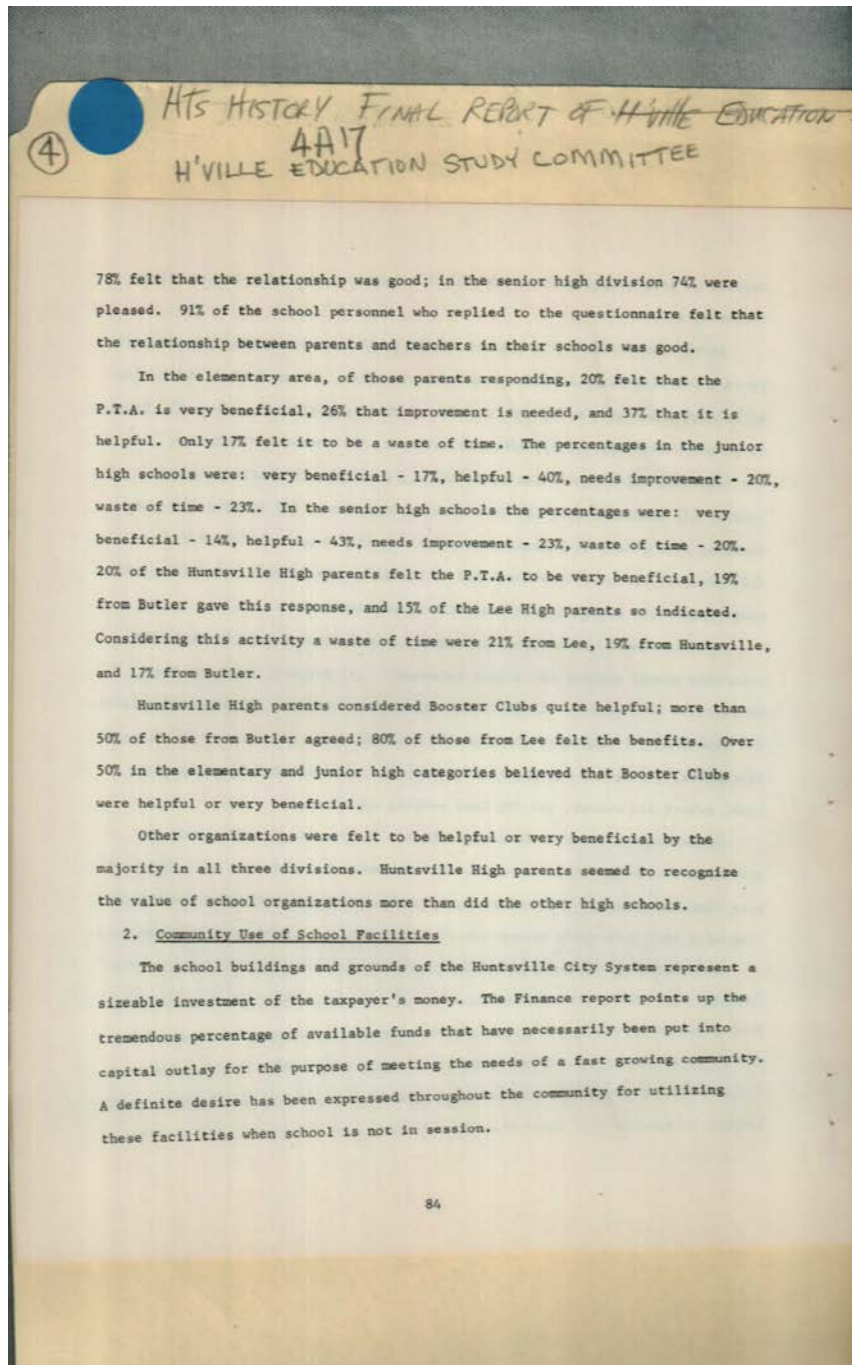 HTS HISTORY FINAL REPORT OF H'ville EDUCATION
4A17
④
H'VILLE EDUCATION STUDY COMMITTEE
78% felt that the relationship was good; in the senior high division 74% were
pleased. 91% of the school personnel who replied to the questionnaire felt that
the relationship between parents and teachers in their schools was good.
In the elementary area, of those parents responding, 20% felt that the
P.T.A. is very beneficial, 26% that improvement is needed, and 37% that it is
helpful. Only 17% felt it to be a waste of time. The percentages in the junior
high schools were: very beneficial - 17%, helpful - 40%, needs improvement - 20%,
waste of time - 23%. In the senior high schools the percentages were: very
beneficial - 14%, helpful - 43%, needs improvement - 23%, waste of time - 20%.
20% of the Huntsville High parents felt the P.T.A. to be very beneficial, 19%
from Butler gave this response, and 15% of the Lee High parents so indicated.
Considering this activity a waste of time were 21% from Lee, 19% from Huntsville,
and 17% from Butler.
Huntsville High parents considered Booster Clubs quite helpful; more than
50% of those from Butler agreed; 80% of those from Lee felt the benefits. Over
50% in the elementary and junior high categories believed that Booster Clubs
were helpful or very beneficial.
Other organizations were felt to be helpful or very beneficial by the
majority in all three divisions. Huntsville High parents seemed to recognize
the value of school organizations more than did the other high schools.
2. Community Use of School Facilities
The school buildings and grounds of the Huntsville City System represent a
sizeable investment of the taxpayer's money. The Finance report points up the
tremendous percentage of available funds that have necessarily been put into
capital outlay for the purpose of meeting the needs of a fast growing community.
A definite desire has been expressed throughout the community for utilizing
these facilities when school is not in session.
84